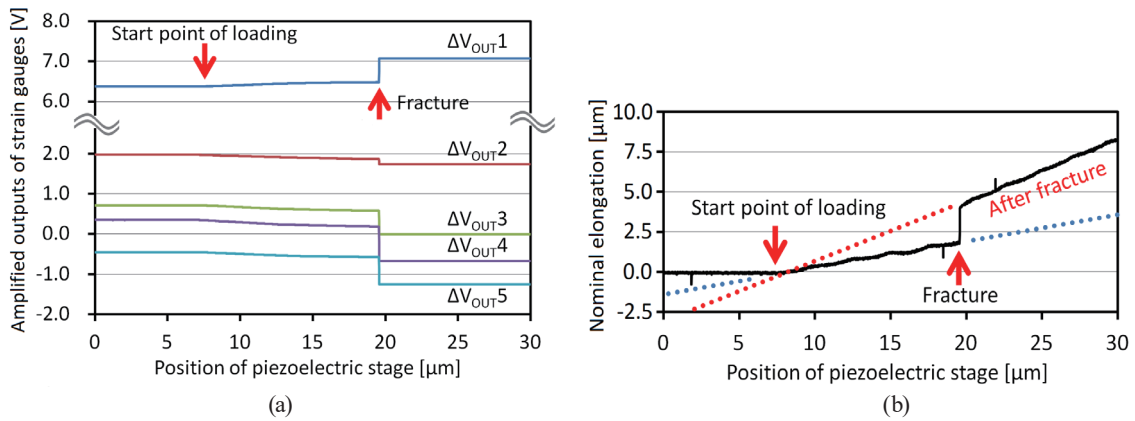 Amplified outputs of strain gauges [V]
8.0
7.0
6.0
2.0
1.0
0.0
-1.0
-2.0
Start point of loading
ΔVOUT1
Fracture
ΔVOUT2
ΔVOUT3
ΔVOUT4
ΔVOUT5
0 5 10 15 20 25 30
Position of piezoelectric stage [μm]
(a)
Nominal elongation [μm]
10.0
7.5
5.0
2.5
0.0
-2.5
Start point of loading
After fracture
Fracture
0 5 10 15 20 25 30
Position of piezoelectric stage [μm]
(b)